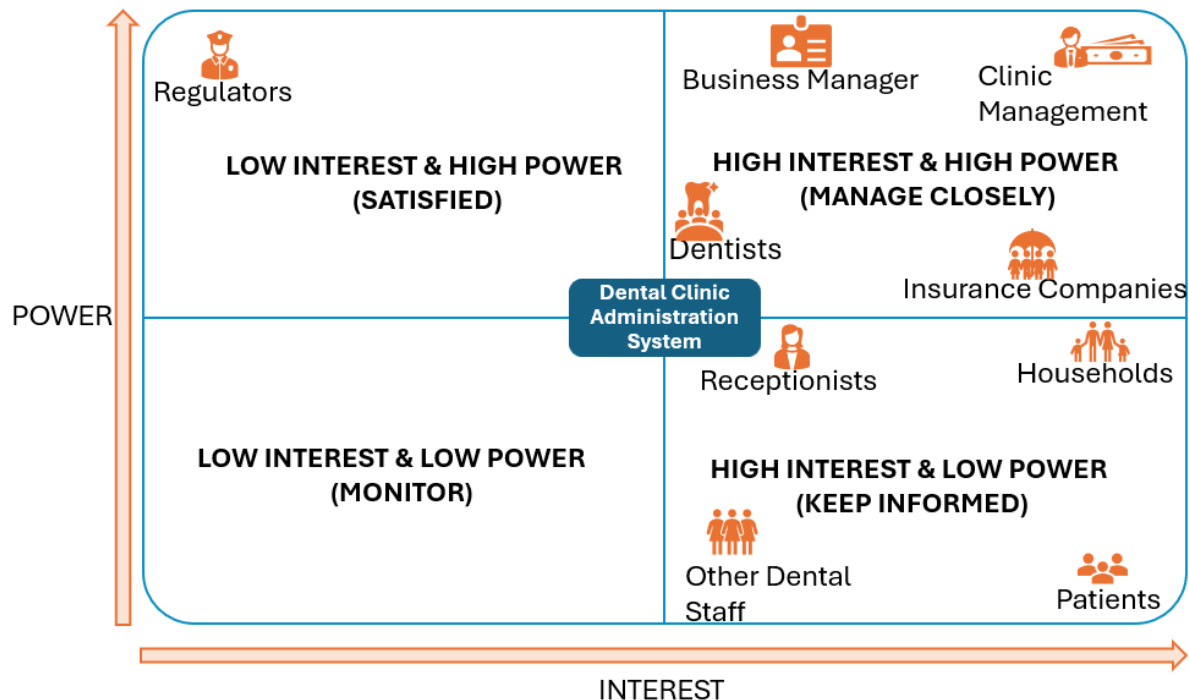 Regulators
Business Manager
Clinic
Management
LOW INTEREST & HIGH POWER
(SATISFIED)
HIGH INTEREST & HIGH POWER
(MANAGE CLOSELY)
Dentists
Insurance Companies
POWER
Dental Clinic
Administration
System
Receptionists
Households
LOW INTEREST & LOW POWER
(MONITOR)
HIGH INTEREST & LOW POWER
(KEEP INFORMED)
Other Dental
Staff
Patients
INTEREST